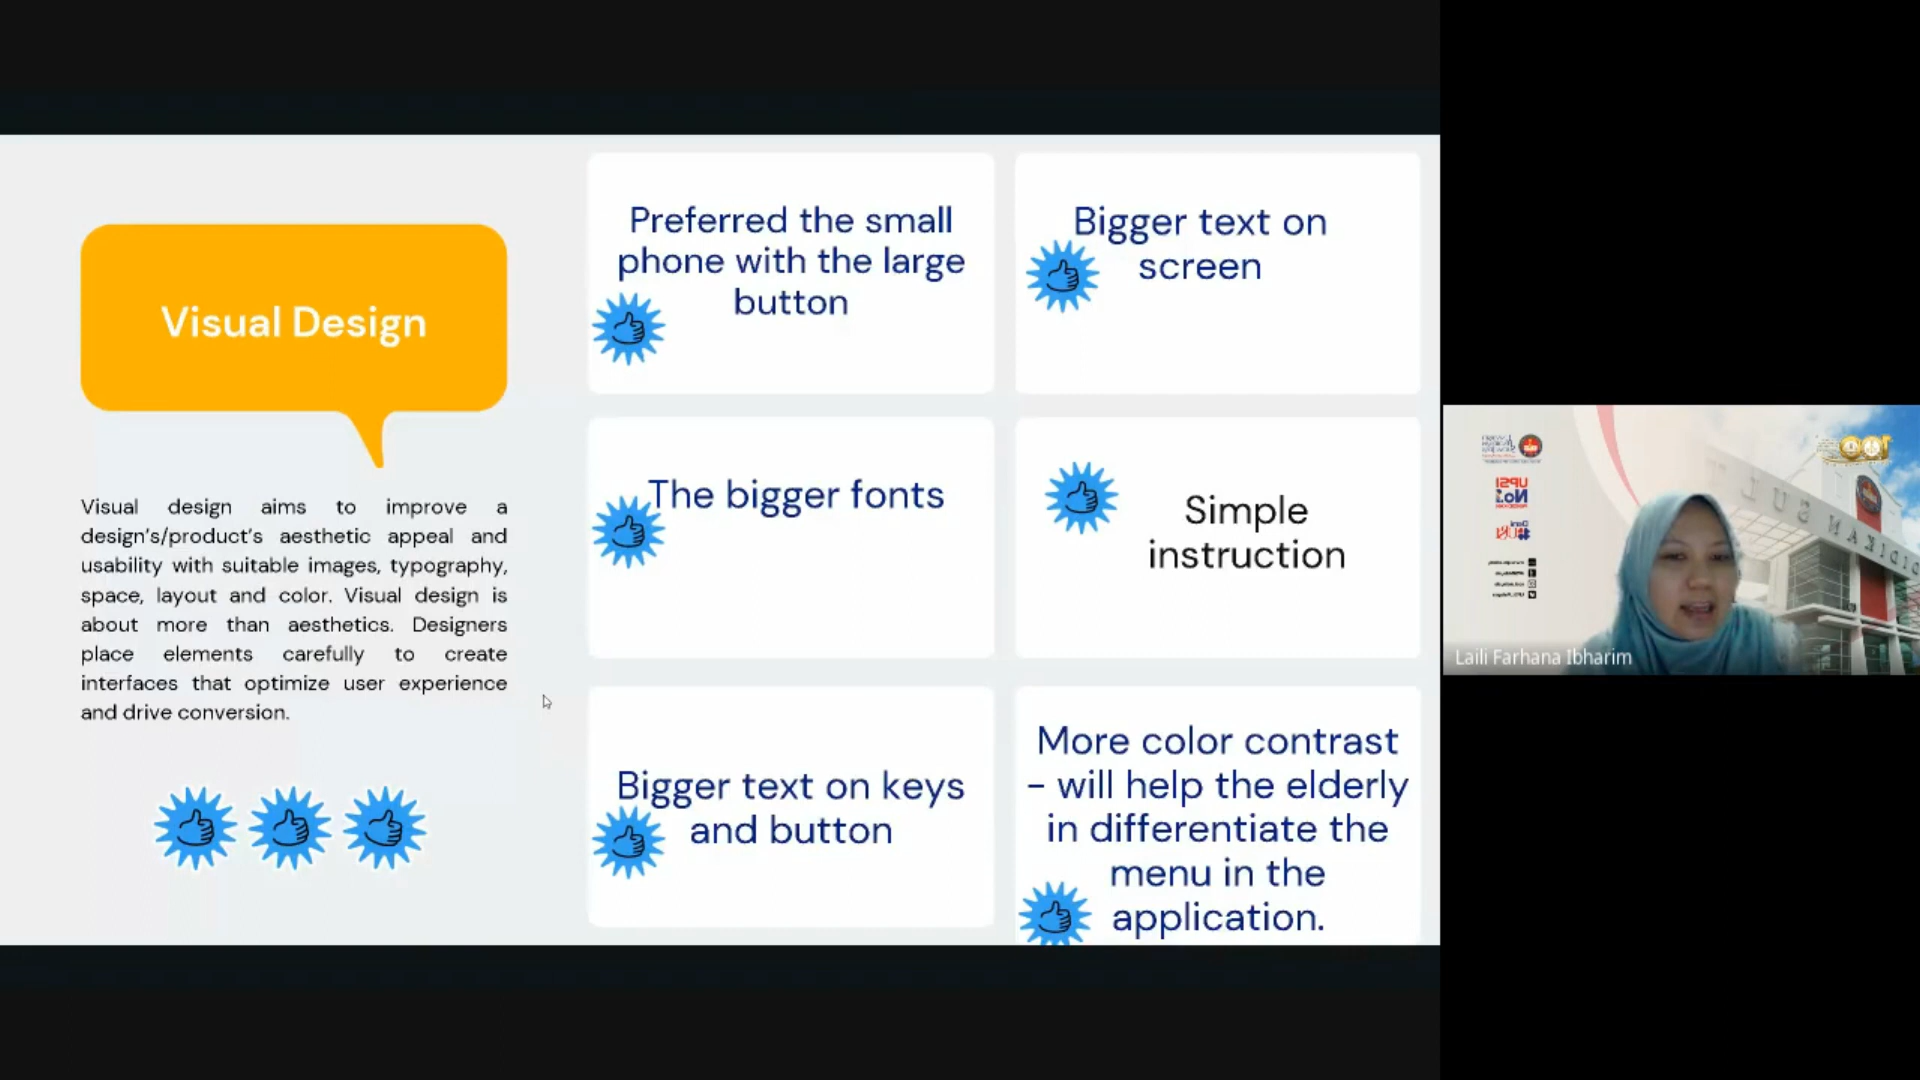 Visual Design
Visual design aims to improve a
design's/product's aesthetic appeal and
usability with suitable images, typography,
space, layout and color. Visual design is
about more than aesthetics. Designers
place elements carefully to create
interfaces that optimize user experience
and drive conversion.
Preferred the small
phone with the large
button
Bigger text on
screen
The bigger fonts
Simple
instruction
Bigger text on keys
and button
More color contrast
- will help the elderly
in differentiate the
menu in the
application.
UPSI
No.1
100
Laili Farhana Ibharim